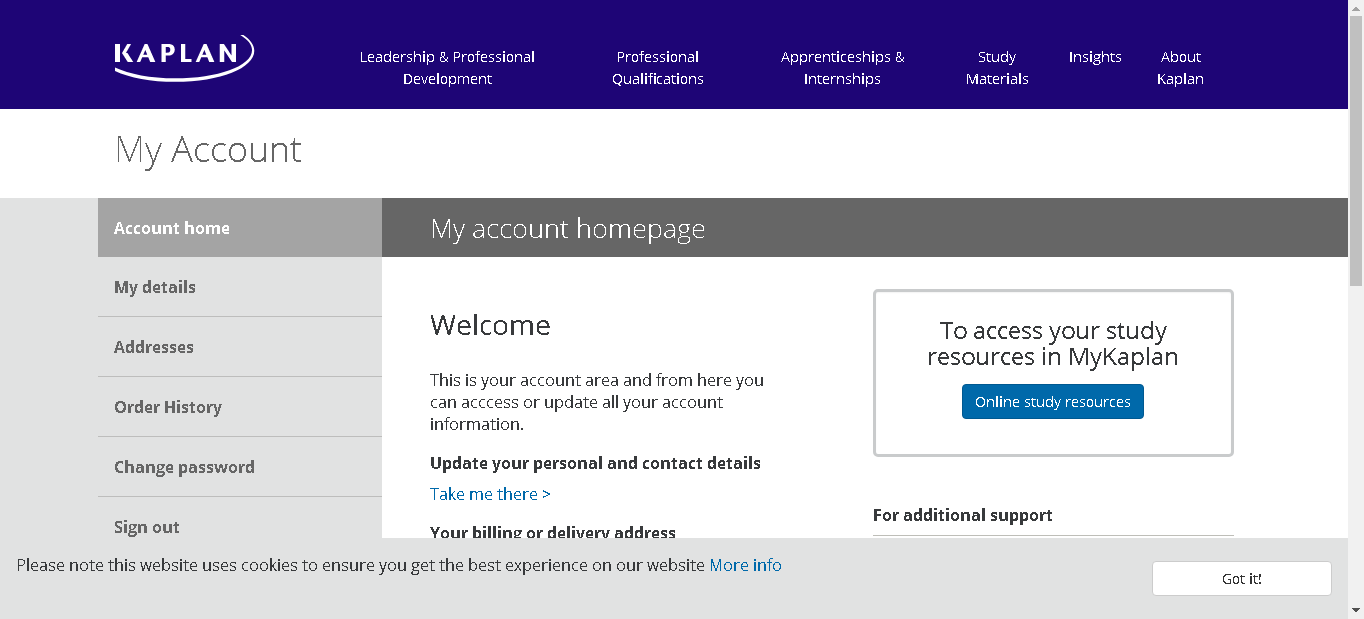 KAPLAN
Leadership & Professional
Development
Professional
Qualifications
Apprenticeships &
Internships
Study
Materials
Insights
About
Kaplan
My Account
Account home
My details
Addresses
Order History
Change password
Sign out
My account homepage
Welcome
This is your account area and from here you
can acccess or update all your account
information.
Update your personal and contact details
Take me there >
Your billing or delivery address
To access your study
resources in MyKaplan
Online study resources
For additional support
Please note this website uses cookies to ensure you get the best experience on our website More info
Got it!